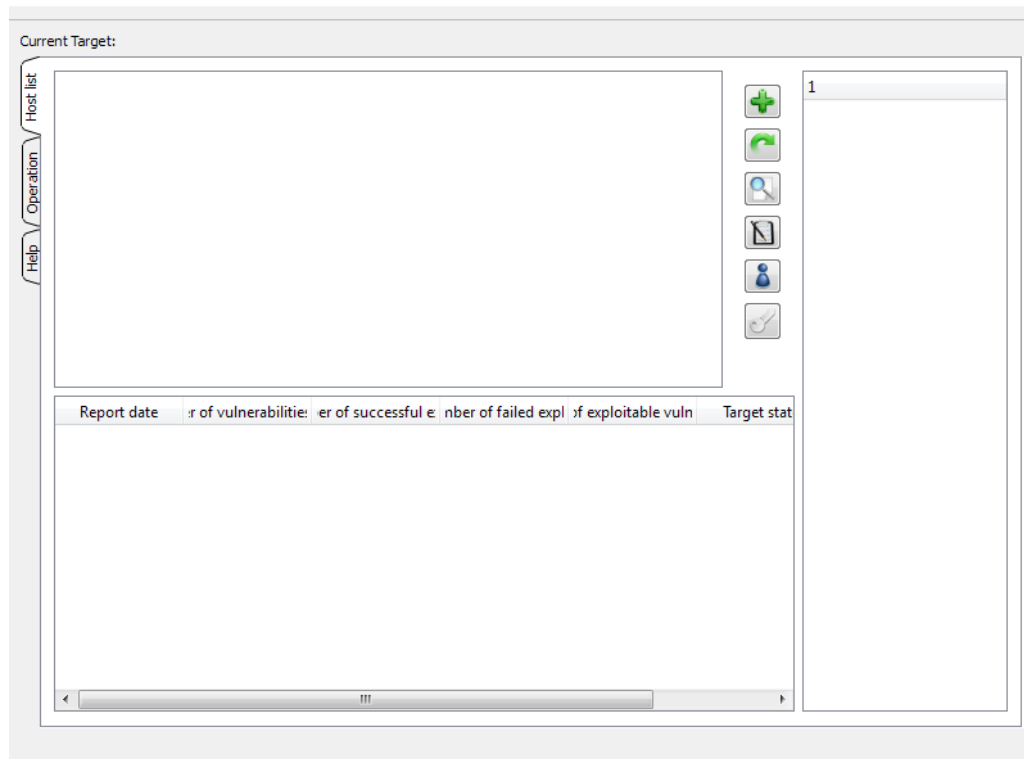 Current Target:
Host list
Operation
Help
1
Report date
r of vulnerabilitie
er of successful e
nber of failed expl
of exploitable vuln
Target stat